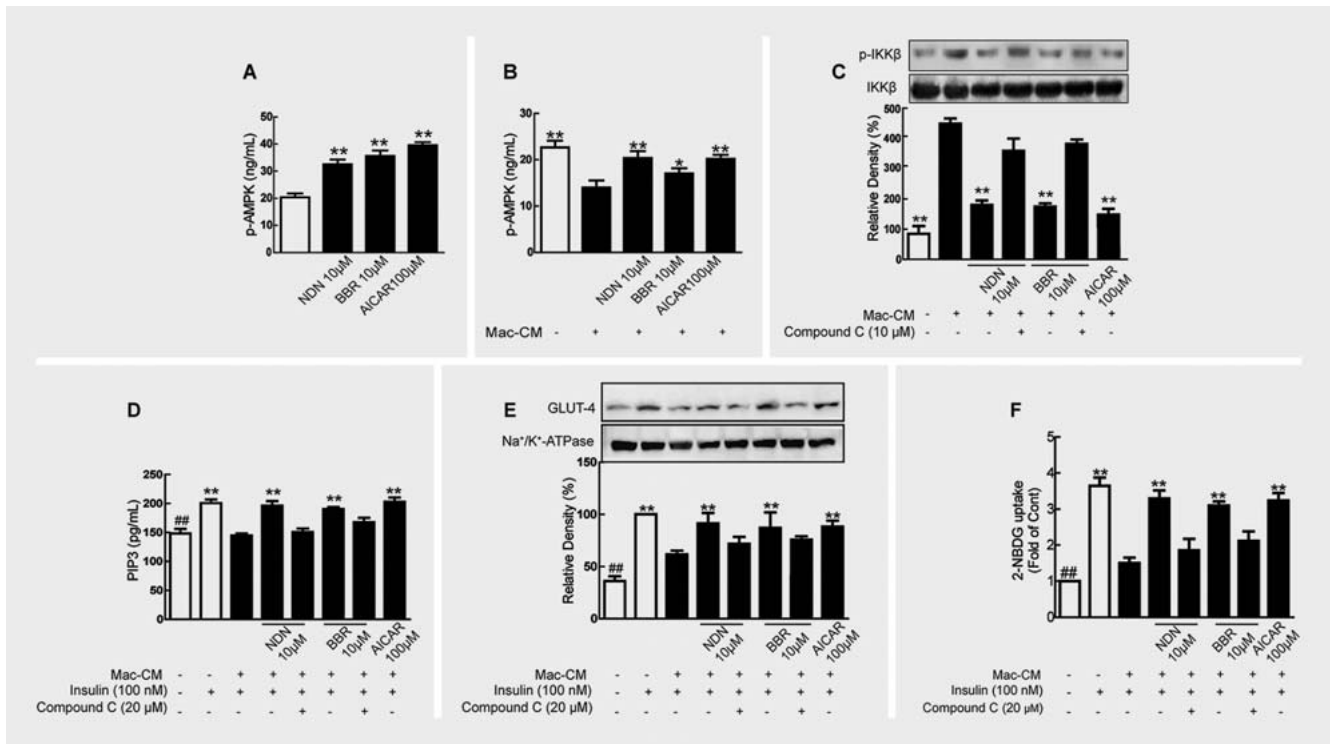 A
p-AMPK (ng/mL)
50
40
30
20
10
0
**
**
**
NDN 10μM
BBR 10μM
AICAR100μM
B
p-AMPK (ng/mL)
30
20
10
0
**
**
*
**
NDN 10μM
BBR 10μM
AICAR100μM
Mac-CM - + + + +
C
p-IKKβ
IKKβ
Relative Density (%)
500
400
300
200
100
0
**
**
**
**
NDN
10μM
BBR
10μM
AICAR
100μM
Mac-CM - + + + + + +
Compound C (10 μM) - - - + - + -
D
PIP3 (pg/mL)
250
200
150
100
50
0
##
**
**
**
**
NDN
10μM
BBR
10μM
AICAR
100μM
Mac-CM - - + + + + + +
Insulin (100 nM) - + + + + + + +
Compound C (20 μM) - - - - + - + -
E
GLUT-4
Na⁺/K⁺-ATPase
Relative Density (%)
150
100
50
0
##
**
**
**
**
NDN
10μM
BBR
10μM
AICAR
100μM
Mac-CM - - + + + + + +
Insulin (100 nM) - + + + + + + +
Compound C (20 μM) - - - - + - + -
F
2-NBDG uptake
(Fold of Cont)
5
4
3
2
1
0
##
**
**
**
**
NDN
10μM
BBR
10μM
AICAR
100μM
Mac-CM - - + + + + + +
Insulin (100 nM) - + + + + + + +
Compound C (20 μM) - - - - + - + -